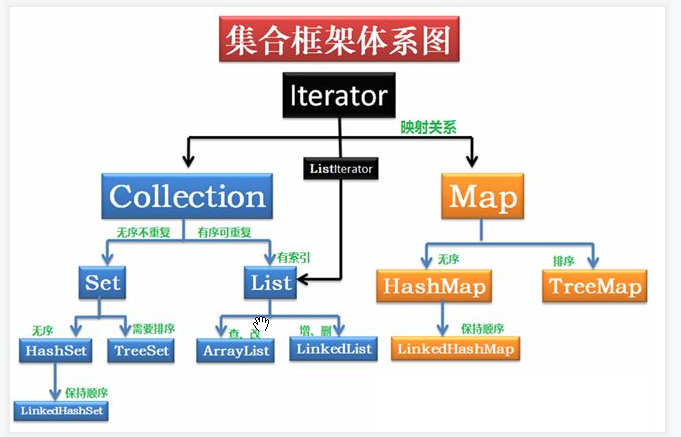 集合框架体系图
Iterator
映射关系
ListIterator
Collection
Map
无序不重复
有序可重复
有索引
无序
排序
Set
List
HashMap
TreeMap
无序
需要排序
查、改
增、删
保持顺序
HashSet
TreeSet
ArrayList
LinkedList
LinkedHashMap
保持顺序
LinkedHashSet